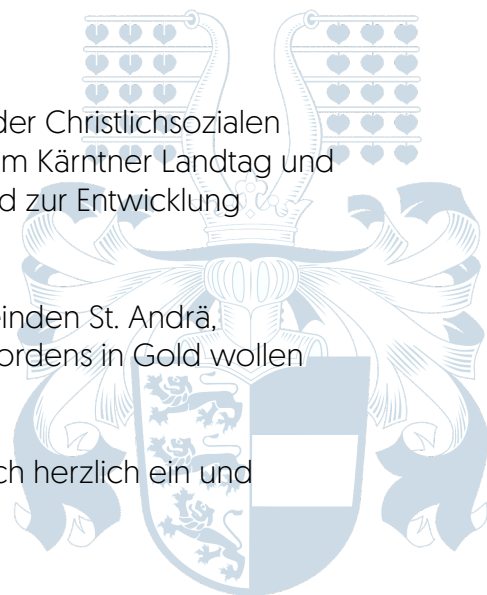 der Christlichsozialen
m Kärntner Landtag und
d zur Entwicklung
einden St. Andrä,
ordens in Gold wollen
ch herzlich ein und